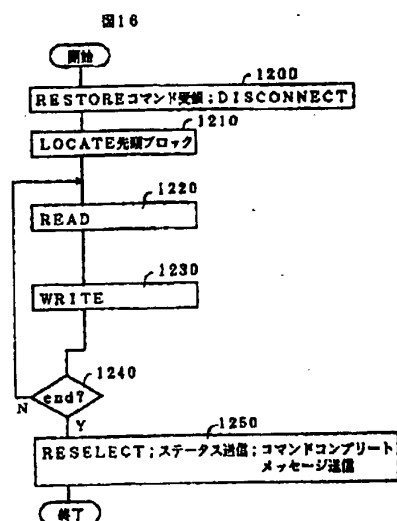 図16
開始
1200
RESTOREコマンド受領;DISCONNECT
1210
LOCATE先頭ブロック
1220
READ
1230
WRITE
1240
end?
N
Y
1250
RESELECT;ステータス送信;コマンドコンプリート
メッセージ送信
終了